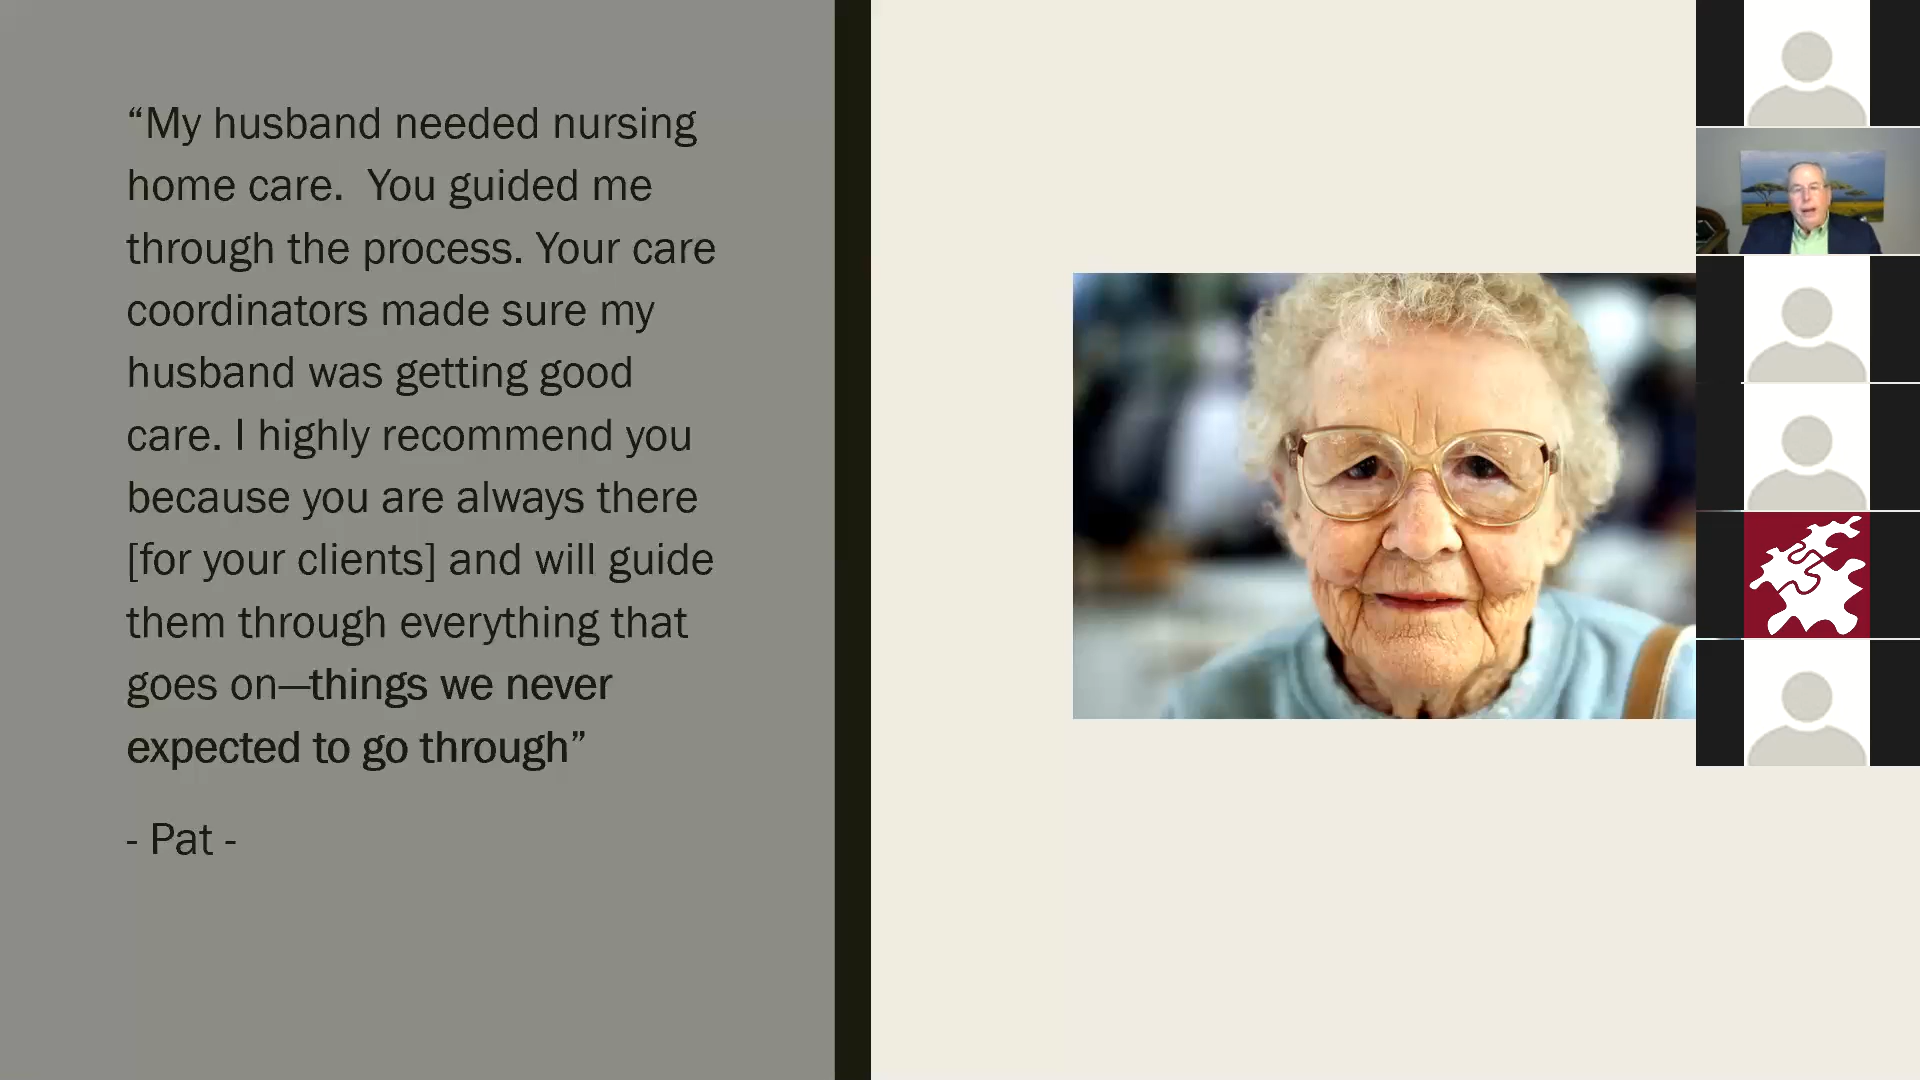 “My husband needed nursing
home care.  You guided me
through the process. Your care
coordinators made sure my
husband was getting good
care. I highly recommend you
because you are always there
[for your clients] and will guide
them through everything that
goes on—things we never
expected to go through”
- Pat -